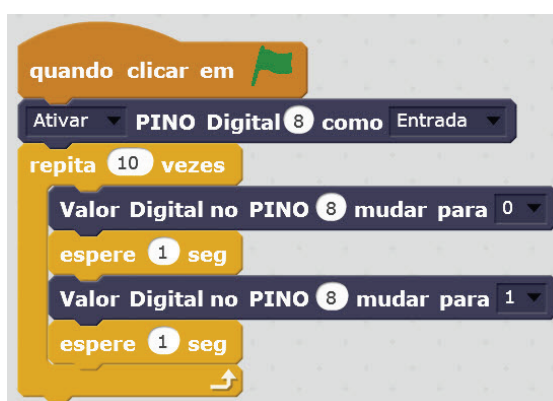 quando clicar em
Ativar PINO Digital 8 como Entrada
repita 10 vezes
Valor Digital no PINO 8 mudar para 0
espere 1 seg
Valor Digital no PINO 8 mudar para 1
espere 1 seg